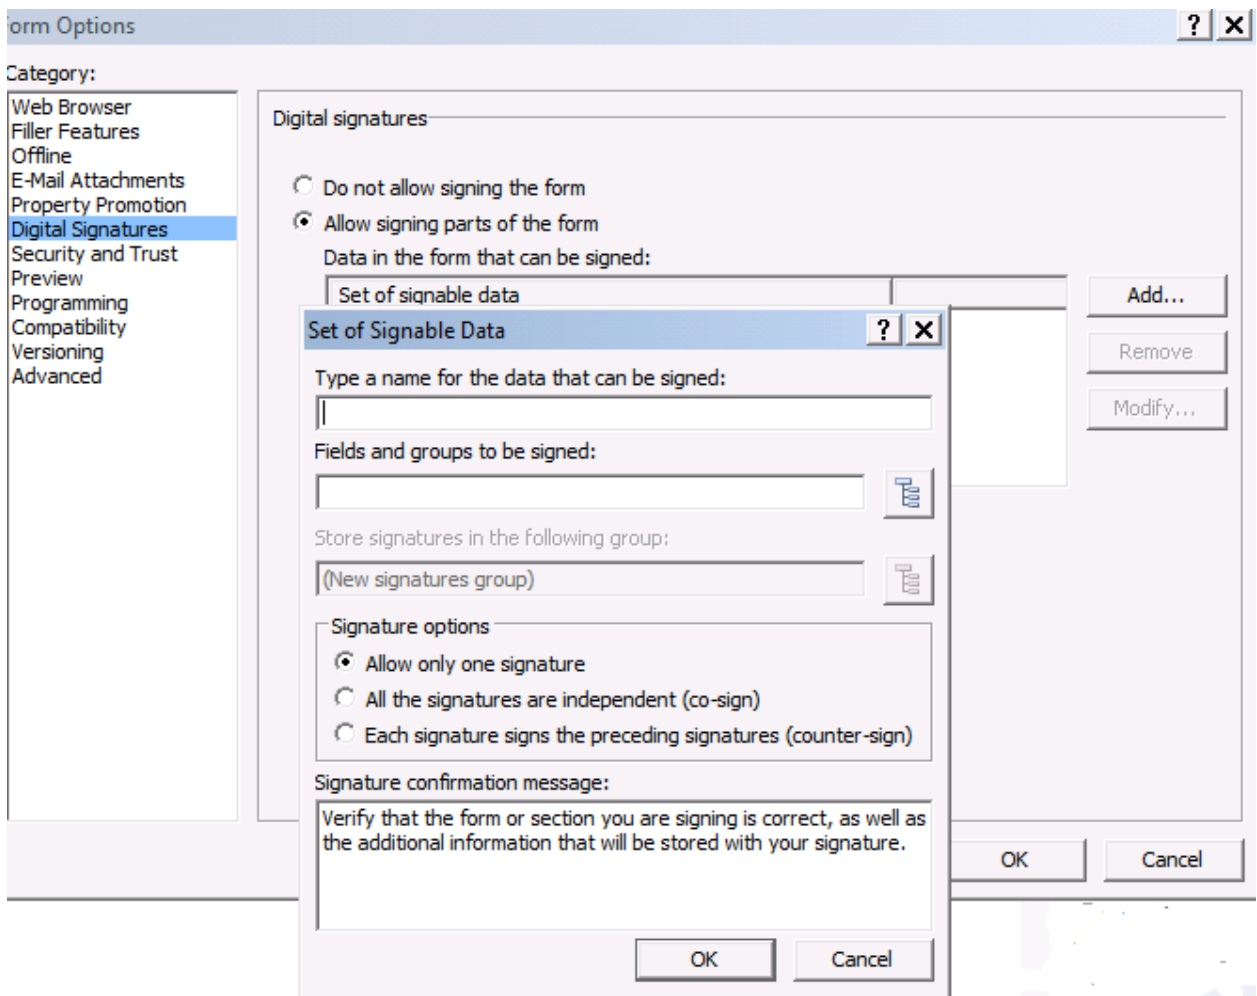 orm Options
Category:
Web Browser
Filler Features
Offline
E-Mail Attachments
Property Promotion
Digital Signatures
Security and Trust
Preview
Programming
Compatibility
Versioning
Advanced
Digital signatures
Do not allow signing the form
Allow signing parts of the form
Data in the form that can be signed:
Set of signable data
Add...
Remove
Modify...
Set of Signable Data
Type a name for the data that can be signed:
Fields and groups to be signed:
Store signatures in the following group:
(New signatures group)
Signature options
Allow only one signature
All the signatures are independent (co-sign)
Each signature signs the preceding signatures (counter-sign)
Signature confirmation message:
Verify that the form or section you are signing is correct, as well as
the additional information that will be stored with your signature.
OK
Cancel
OK
Cancel